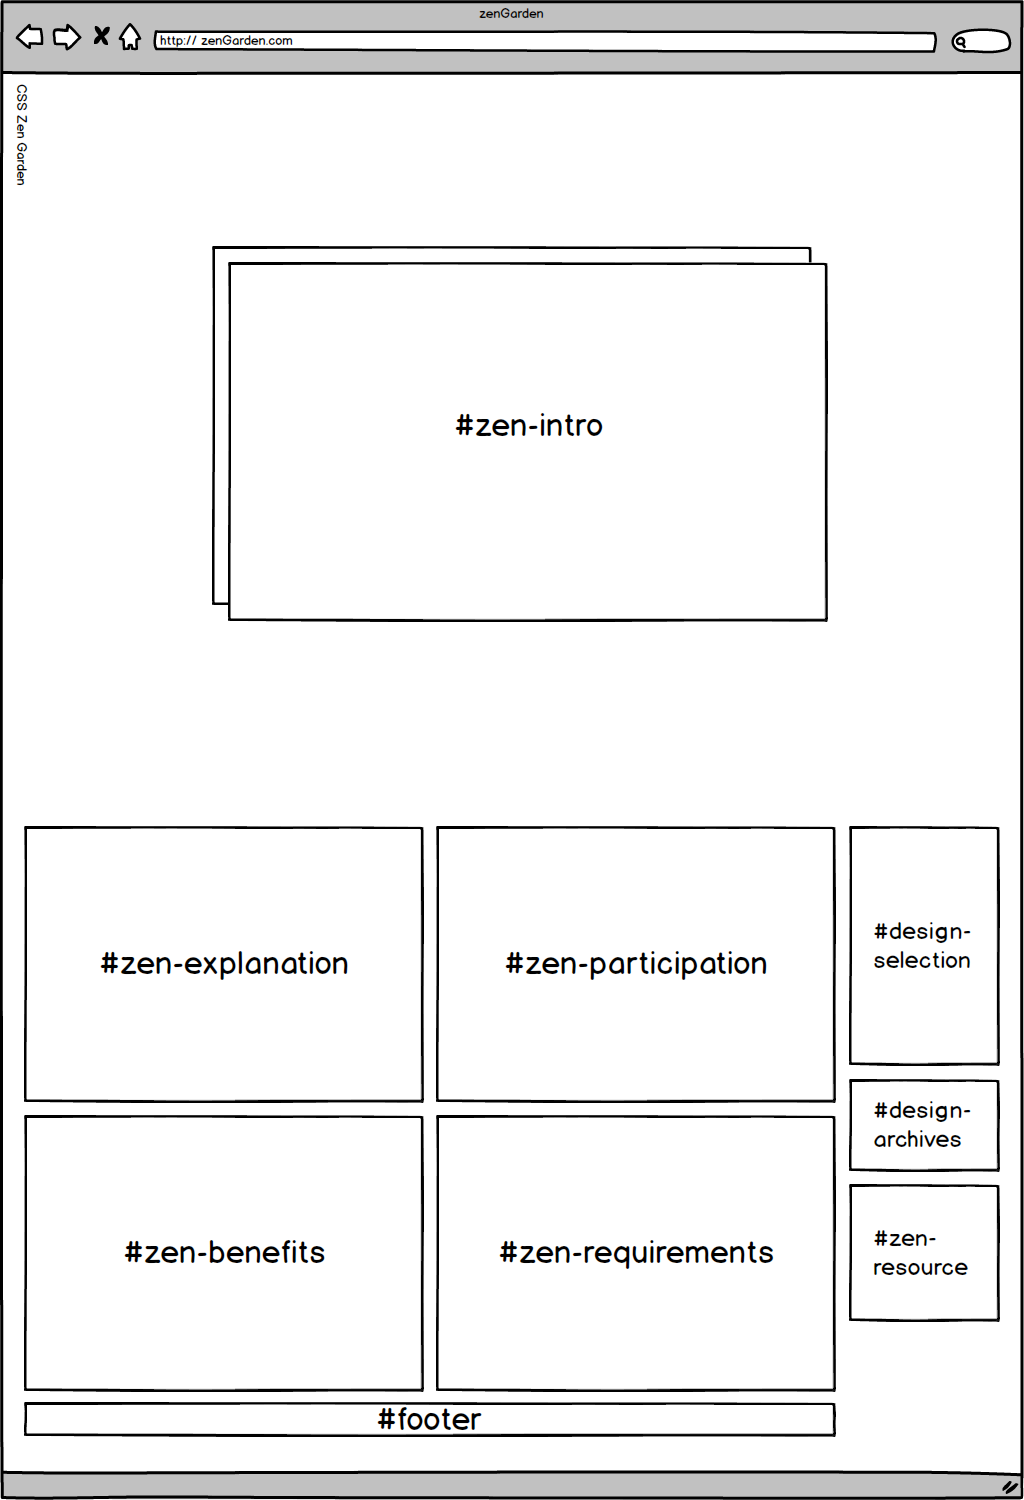 zenGarden
http:// zenGarden.com
CSS Zen Garden
#zen-intro
#zen-explanation
#zen-participation
#design-
selection
#design-
archives
#zen-benefits
#zen-requirements
#zen-
resource
#footer